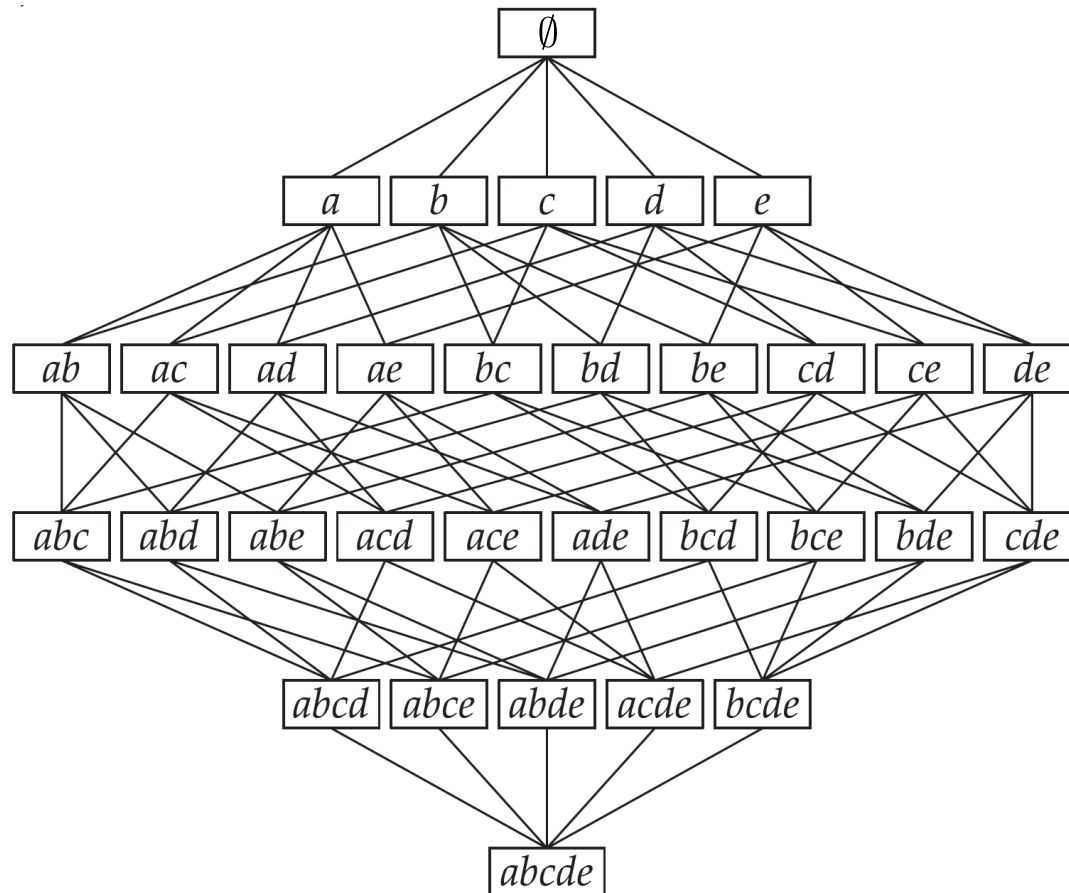 ∅
a b c d e
ab ac ad ae bc bd be cd ce de
abc abd abe acd ace ade bcd bce bde cde
abcd abce abde acde bcde
abcde